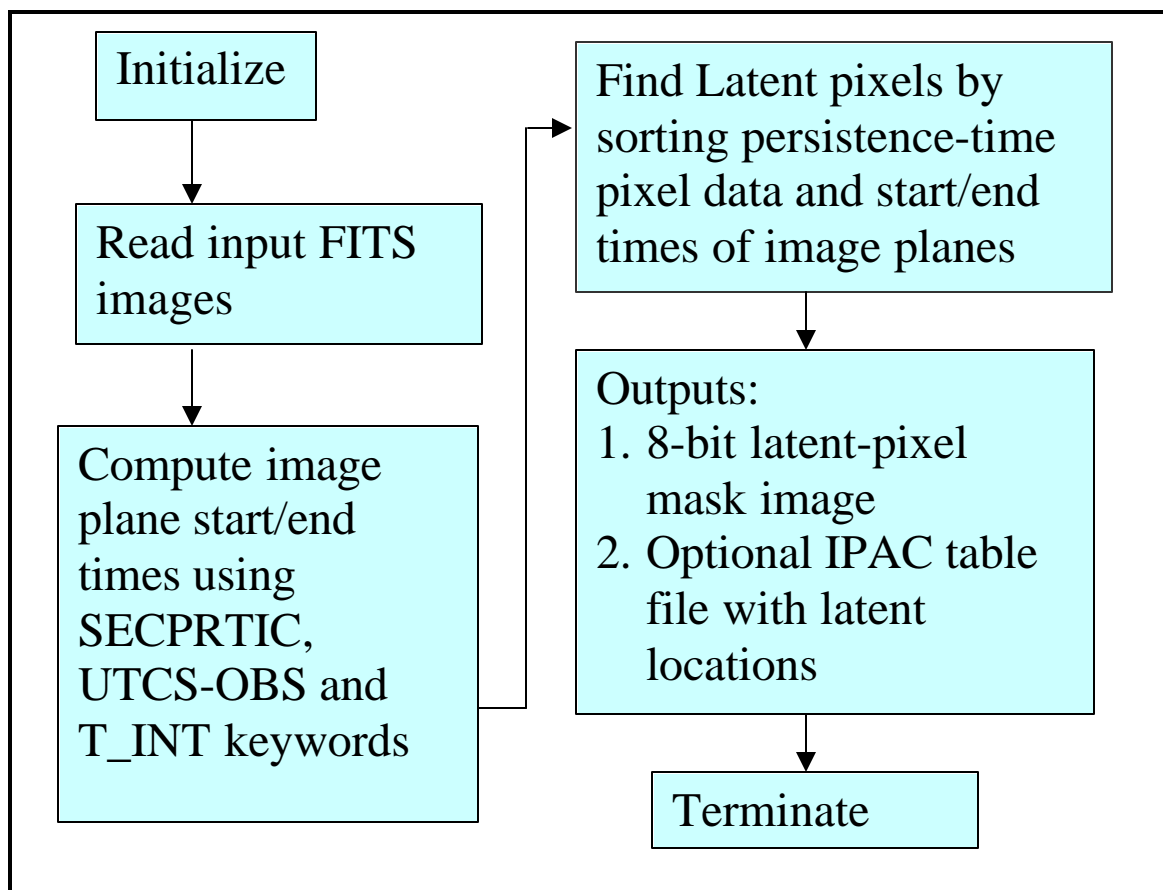 Initialize
Read input FITS
images
Compute image
plane start/end
times using
SECPRTIC,
UTCS-OBS and
T_INT keywords
Find Latent pixels by
sorting persistence-time
pixel data and start/end
times of image planes
Outputs:
1. 8-bit latent-pixel
mask image
2. Optional IPAC table
file with latent
locations
Terminate